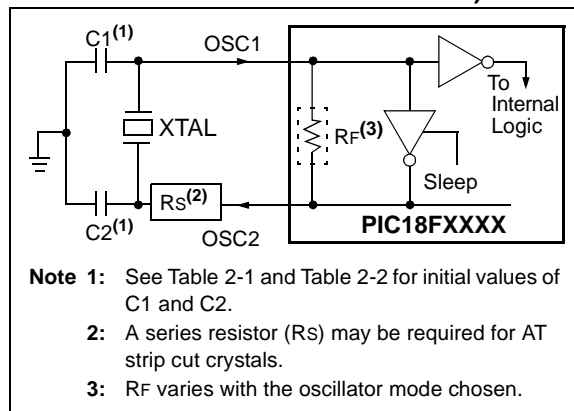 C1(1)
OSC1
To
Internal
Logic
XTAL
RF(3)
Sleep
C2(1)
RS(2)
OSC2
PIC18FXXXX
Note 1: See Table 2-1 and Table 2-2 for initial values of
C1 and C2.
2: A series resistor (RS) may be required for AT
strip cut crystals.
3: RF varies with the oscillator mode chosen.